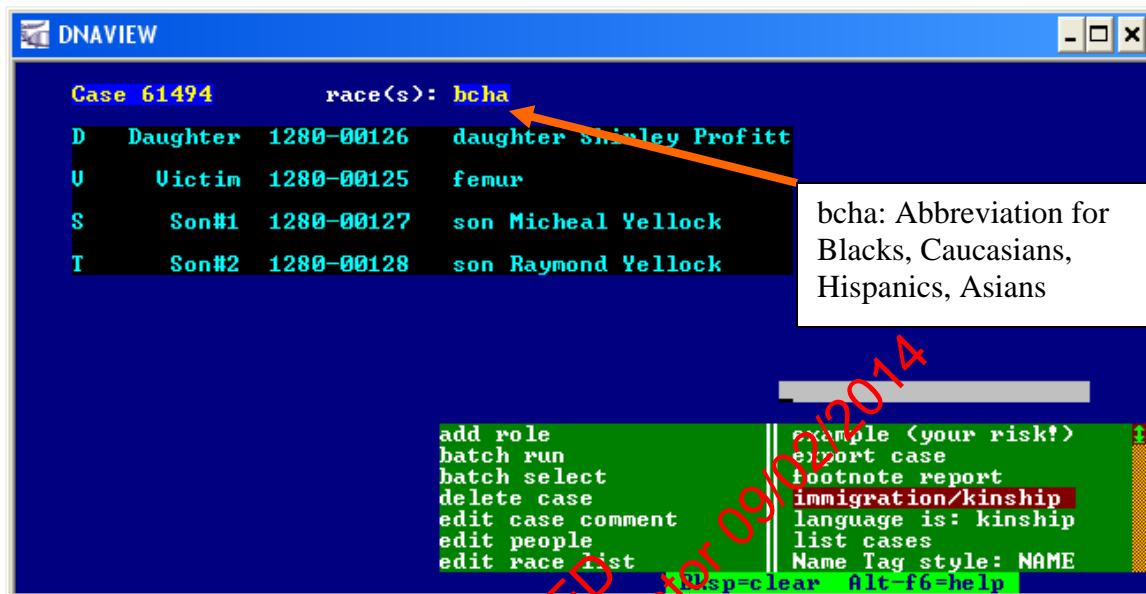 DNAVIEW
Case 61494 race(s): bcha
D Daughter 1280-00126 daughter Shirley Profitt
V Victim 1280-00125 femur
S Son#1 1280-00127 son Micheal Yellock
T Son#2 1280-00128 son Raymond Yellock
bcha: Abbreviation for
Blacks, Caucasians,
Hispanics, Asians
add role
batch run
batch select
delete case
edit case comment
edit people
edit race list
example (your risk!)
export case
footnote report
immigration/kinship
language is: kinship
list cases
Name Tag style: NAME
Bksp=clear Alt-f6=help
09/02/2014